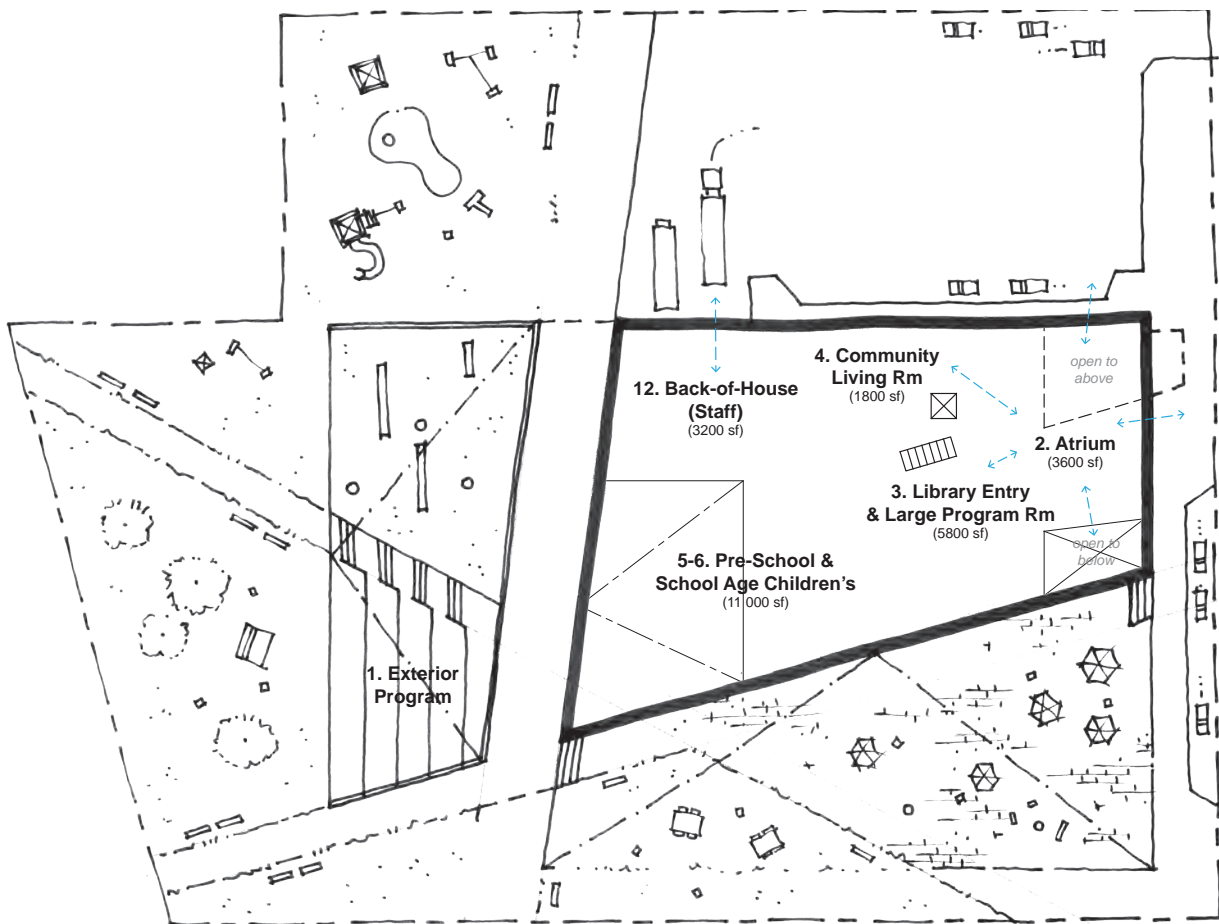 4. Community
Living Rm
(1800 sf)
open to
above
12. Back-of-House
(Staff)
(3200 sf)
2. Atrium
(3600 sf)
3. Library Entry
& Large Program Rm
(5800 sf)
open to
below
5-6. Pre-School &
School Age Children's
(11 000 sf)
1. Exterior
Program